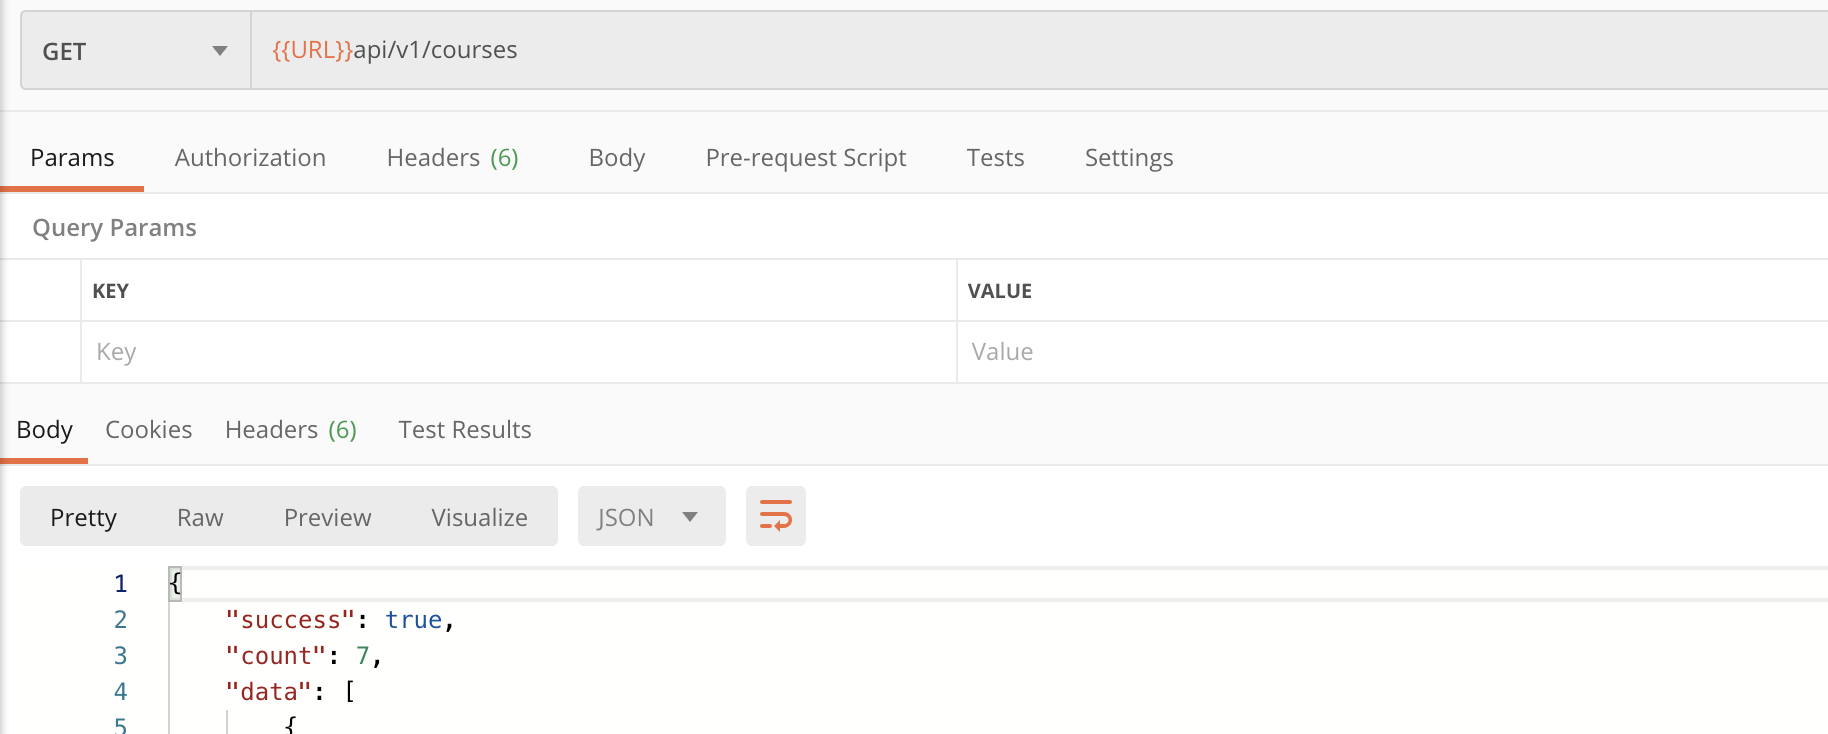 GET {{URL}}api/v1/courses
Params Authorization Headers (6) Body Pre-request Script Tests Settings
Query Params
KEY VALUE
Key Value
Body Cookies Headers (6) Test Results
Pretty Raw Preview Visualize JSON
1 {
2 "success": true,
3 "count": 7,
4 "data": [
5 {